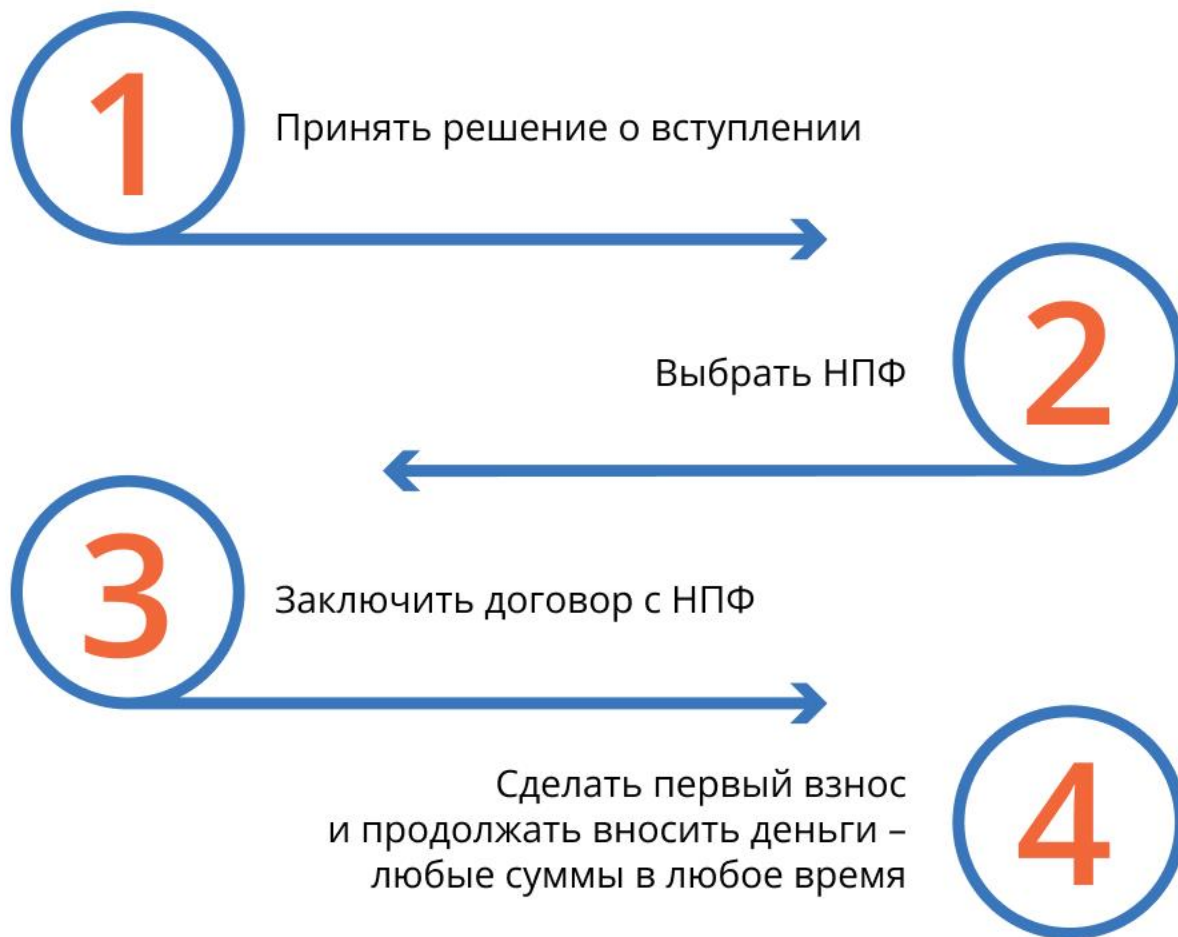 1
Принять решение о вступлении
2
Выбрать НПФ
3
Заключить договор с НПФ
4
Сделать первый взнос
и продолжать вносить деньги –
любые суммы в любое время